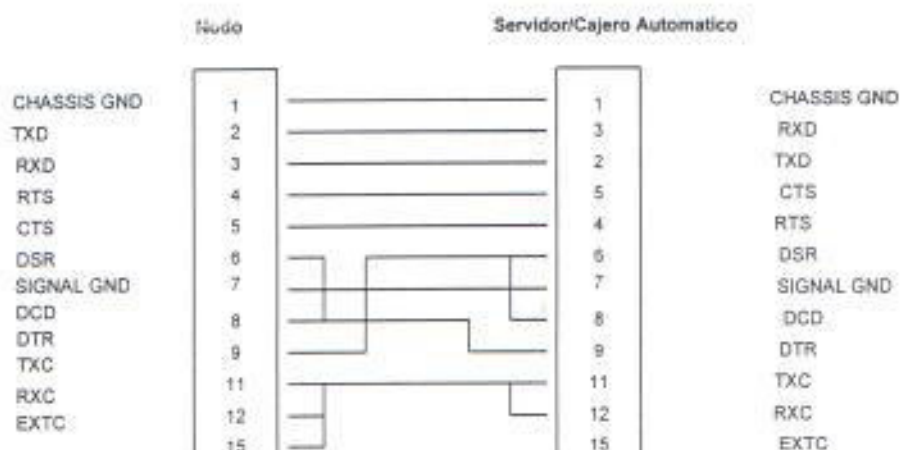 Nodo Servidor/Cajero Automatico
CHASSIS GND 1 1 CHASSIS GND
TXD 2 3 RXD
RXD 3 2 TXD
RTS 4 5 CTS
CTS 5 4 RTS
DSR 6 6 DSR
SIGNAL GND 7 7 SIGNAL GND
DCD 8 8 DCD
DTR 9 9 DTR
TXC 11 11 TXC
RXC 12 12 RXC
EXTC 15 15 EXTC